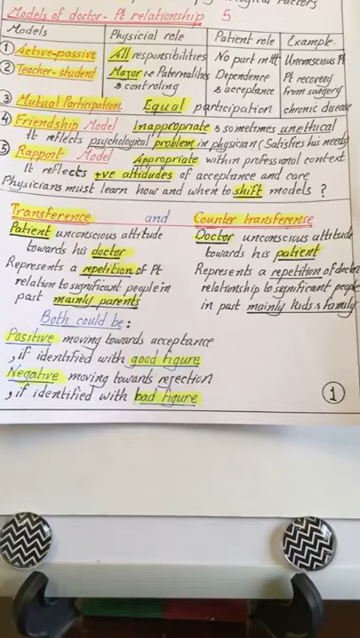 Factors
Models of doctor-Pt relationship 5
Models Physicial role Patient role Example
① Active-passive All responsibilities No part in ttt Unconscious Pt
② Teacher-student Major ie Paternalities & controling Dependence & acceptance Pt recovery from surgery
③ Mutual Participation Equal participation chronic disease
④ Friendship Model Inappropriate & sometimes unethical
It reflects psychological problem in physician (Satisfies his needs)
⑤ Rapport Model Appropriate within professional context
It reflects +ve attidudes of acceptance and care
Physicians must learn how and when to shift models ?
Transference and Counter transference
Patient unconscious attitude
towards his doctor
Represents a repetition of Pt
relation to significant people in
past mainly parents
Doctor unconscious attitude
towards his patient
Represents a repetition of doctor
relationship to significant people
in past mainly kids & family
Both could be :
Positive moving towards acceptance
, if identified with good figure
Negative moving towards rejection
, if identified with bad figure
①